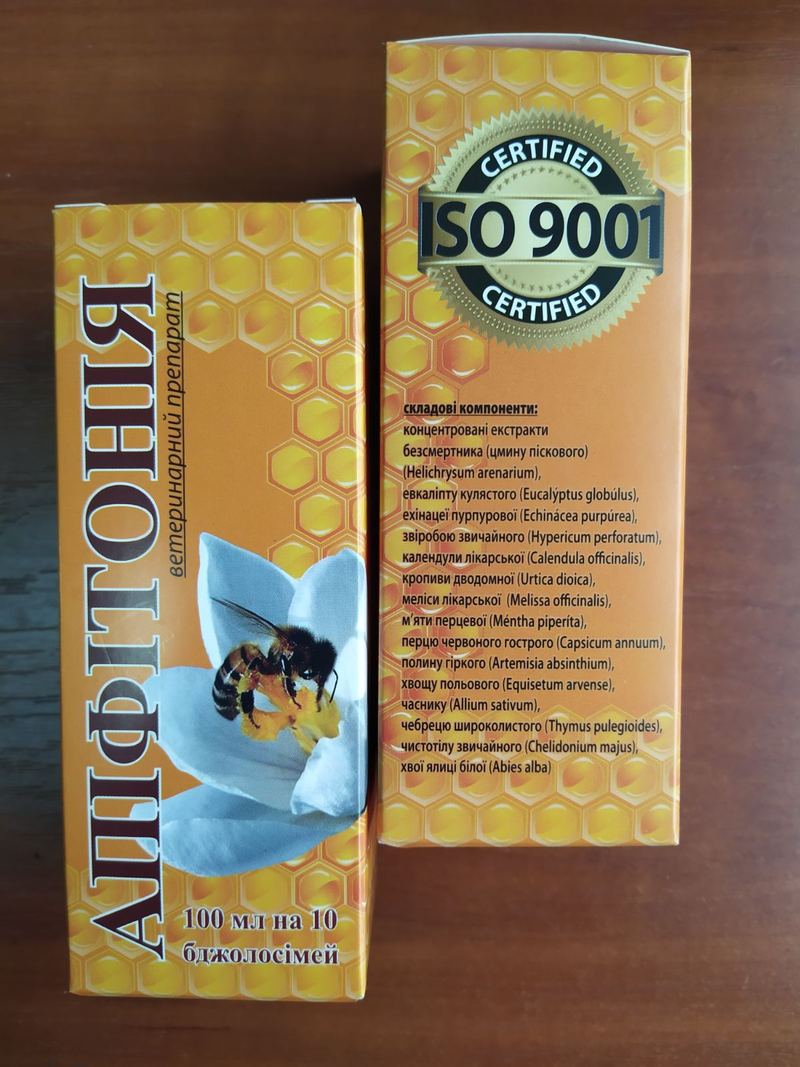 АПІФІТОНІЯ
ветеринарний препарат
100 мл на 10
бджолосімей
CERTIFIED
ISO 9001
CERTIFIED
складові компоненти:
концентровані екстракти
безсмертника (цмину піскового)
(Helichrysum arenarium),
евкаліпту кулястого (Eucalýptus globúlus),
ехінацеї пурпурової (Echinácea purpúrea),
звіробою звичайного (Hypericum perforatum),
календули лікарської (Calendula officinalis),
кропиви дводомної (Urtica dioica),
меліси лікарської (Melissa officinalis),
м'яти перцевої (Méntha piperíta),
перцю червоного гострого (Capsicum annuum),
полину гіркого (Artemisia absinthium),
хвощу польового (Equisetum arvense),
часнику (Allium sativum),
чебрецю широколистого (Thymus pulegioides),
чистотілу звичайного (Chelidonium majus),
хвої ялиці білої (Abies alba)